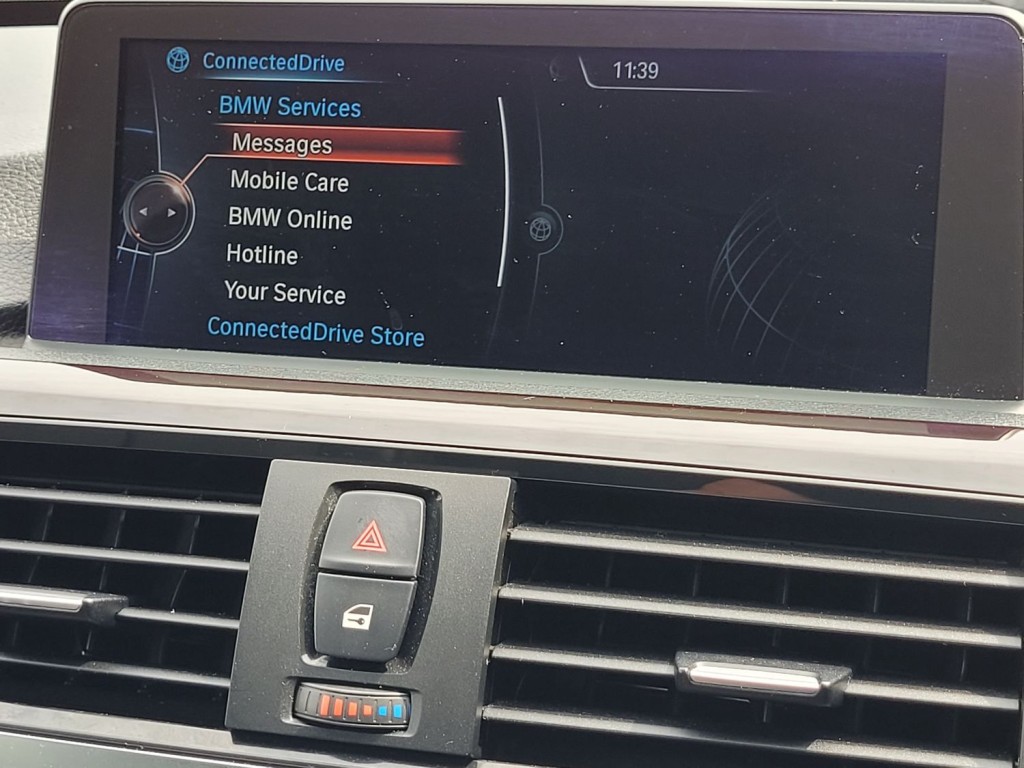 ConnectedDrive
11:39
BMW Services
Messages
Mobile Care
BMW Online
Hotline
Your Service
ConnectedDrive Store